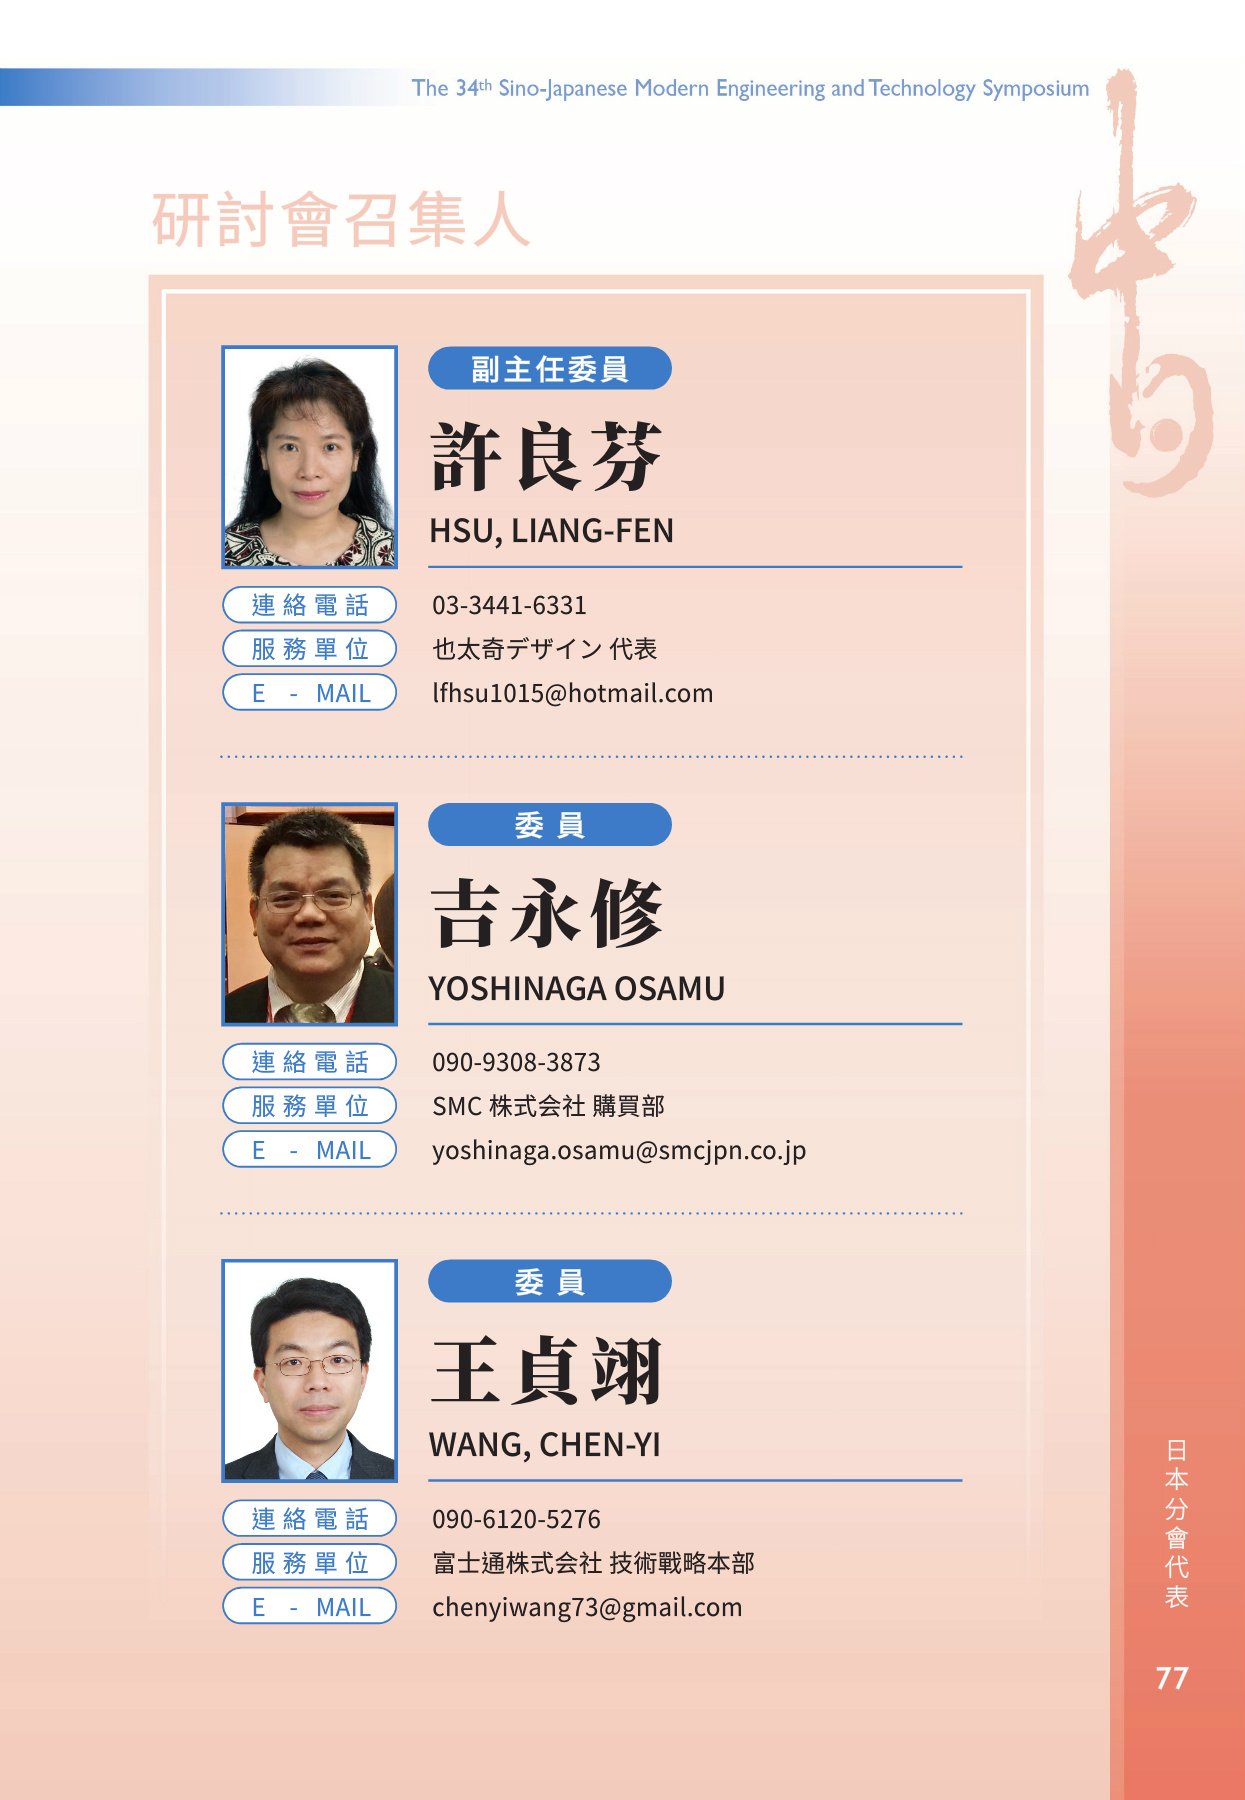 The 34th Sino-Japanese Modern Engineering and Technology Symposium
中日
研討會召集人
副主任委員
許良芬
HSU, LIANG-FEN
連絡電話 03-3441-6331
服務單位 也太奇デザイン 代表
E - MAIL lfhsu1015@hotmail.com
委員
吉永修
YOSHINAGA OSAMU
連絡電話 090-9308-3873
服務單位 SMC 株式会社 購買部
E - MAIL yoshinaga.osamu@smcjpn.co.jp
委員
王貞翊
WANG, CHEN-YI
連絡電話 090-6120-5276
服務單位 富士通株式会社 技術戰略本部
E - MAIL chenyiwang73@gmail.com
日本分會代表
77